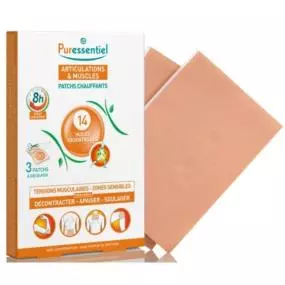 Puressentiel
ARTICULATIONS
& MUSCLES
PATCHS CHAUFFANTS
8h
14
HUILES
ESSENTIELLES
3 PATCHS
TENSIONS MUSCULAIRES - ZONES SENSIBLES
DÉCONTRACTER - APAISER - SOULAGER